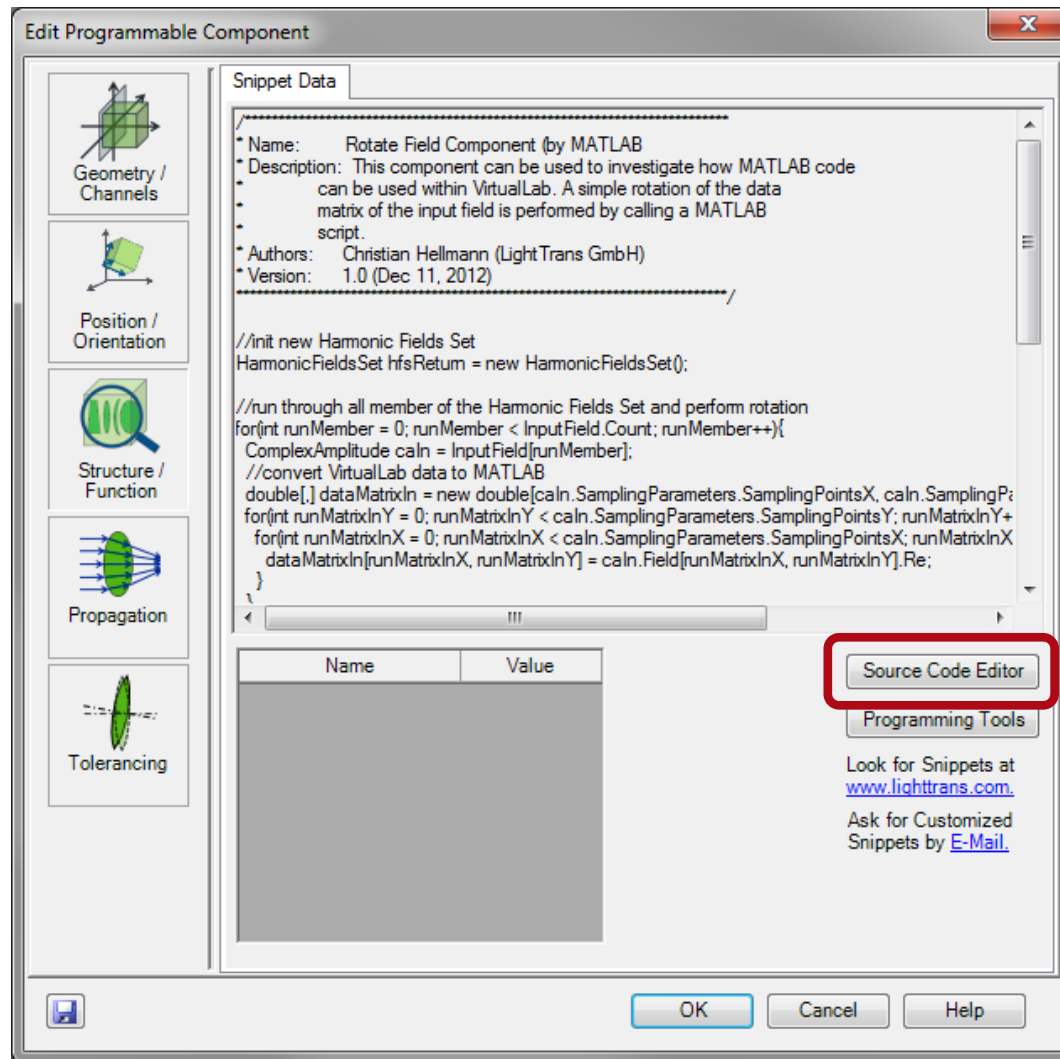 Edit Programmable Component
x
Geometry /
Channels
Position /
Orientation
Structure /
Function
Propagation
Tolerancing
Snippet Data
/***************************************************************************
* Name: Rotate Field Component (by MATLAB
* Description: This component can be used to investigate how MATLAB code
* can be used within VirtualLab. A simple rotation of the data
* matrix of the input field is performed by calling a MATLAB
* script.
* Authors: Christian Hellmann (LightTrans GmbH)
* Version: 1.0 (Dec 11, 2012)
***************************************************************************/
//init new Harmonic Fields Set
HarmonicFieldsSet hfsReturn = new HarmonicFieldsSet();
//run through all member of the Harmonic Fields Set and perform rotation
for(int runMember = 0; runMember < InputField.Count; runMember++){
ComplexAmplitude caIn = InputField[runMember];
//convert VirtualLab data to MATLAB
double[,] dataMatrixIn = new double[caIn.SamplingParameters.SamplingPointsX, caIn.SamplingPa
for(int runMatrixInY = 0; runMatrixInY < caIn.SamplingParameters.SamplingPointsY; runMatrixInY+
for(int runMatrixInX = 0; runMatrixInX < caIn.SamplingParameters.SamplingPointsX; runMatrixInX
dataMatrixIn[runMatrixInX, runMatrixInY] = caIn.Field[runMatrixInX, runMatrixInY].Re;
}
}
Name Value
Source Code Editor
Programming Tools
Look for Snippets at
www.lighttrans.com.
Ask for Customized
Snippets by E-Mail.
OK Cancel Help